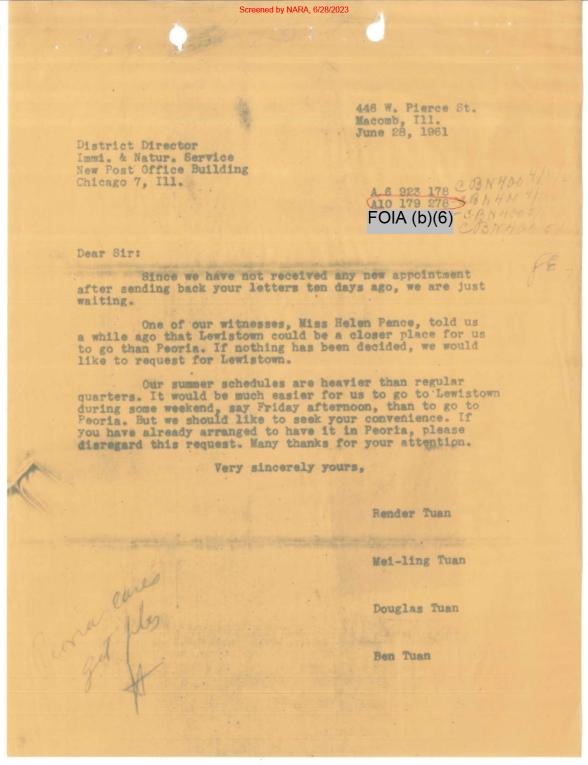 Screened by NARA, 6/28/2023
446 W. Pierce St.
Macomb, Ill.
June 28, 1961
District Director
Immi. & Natur. Service
New Post Office Building
Chicago 7, Ill.
A 6 923 178
A10 179 278
FOIA (b)(6)
Dear Sir:
Since we have not received any new appointment
after sending back your letters ten days ago, we are just
waiting.
One of our witnesses, Miss Helen Pence, told us
a while ago that Lewistown could be a closer place for us
to go than Peoria. If nothing has been decided, we would
like to request for Lewistown.
Our summer schedules are heavier than regular
quarters. It would be much easier for us to go to Lewistown
during some weekend, say Friday afternoon, than to go to
Peoria. But we should like to seek your convenience. If
you have already arranged to have it in Peoria, please
disregard this request. Many thanks for your attention.
Very sincerely yours,
Render Tuan
Mei-ling Tuan
Douglas Tuan
Ben Tuan
Peoria cares
get files